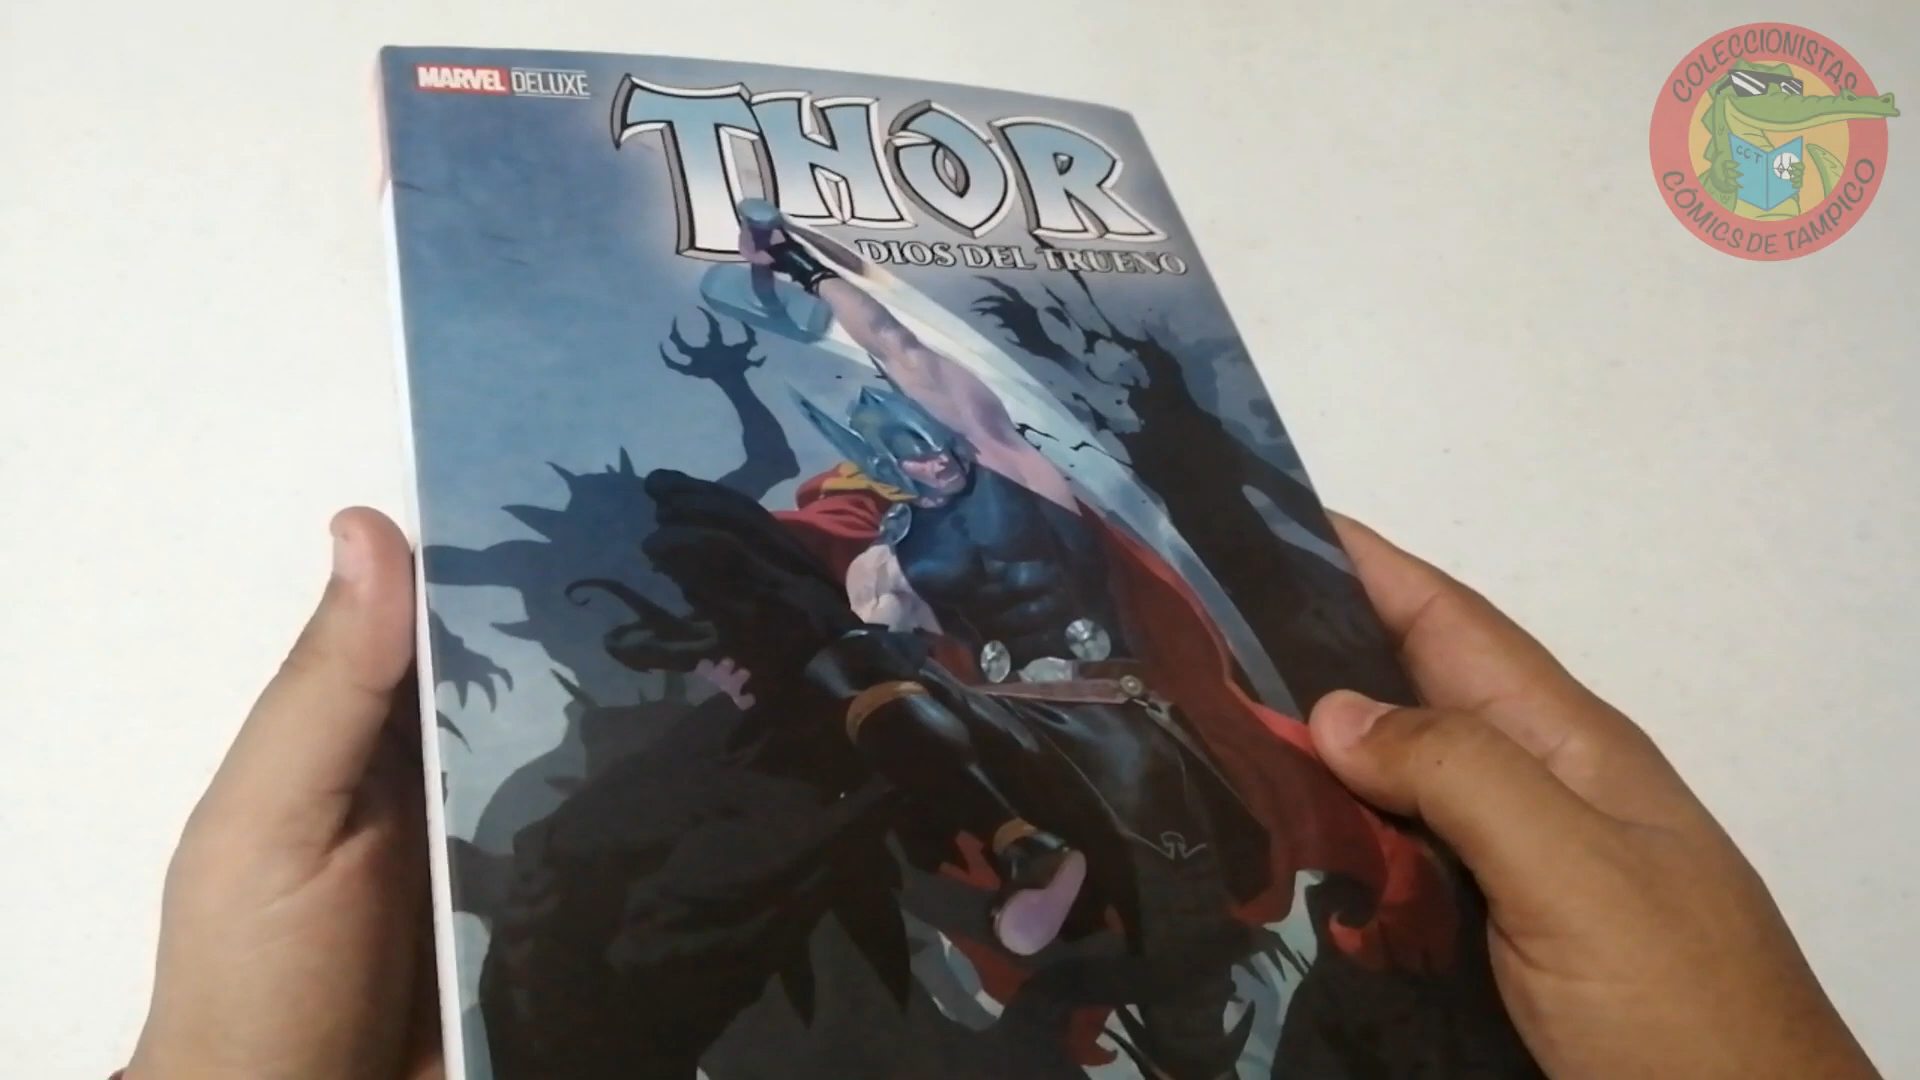 MARVEL DELUXE
THOR
DIOS DEL TRUENO
COLECCIONISTAS
CCT
CÓMICS DE TAMPICO